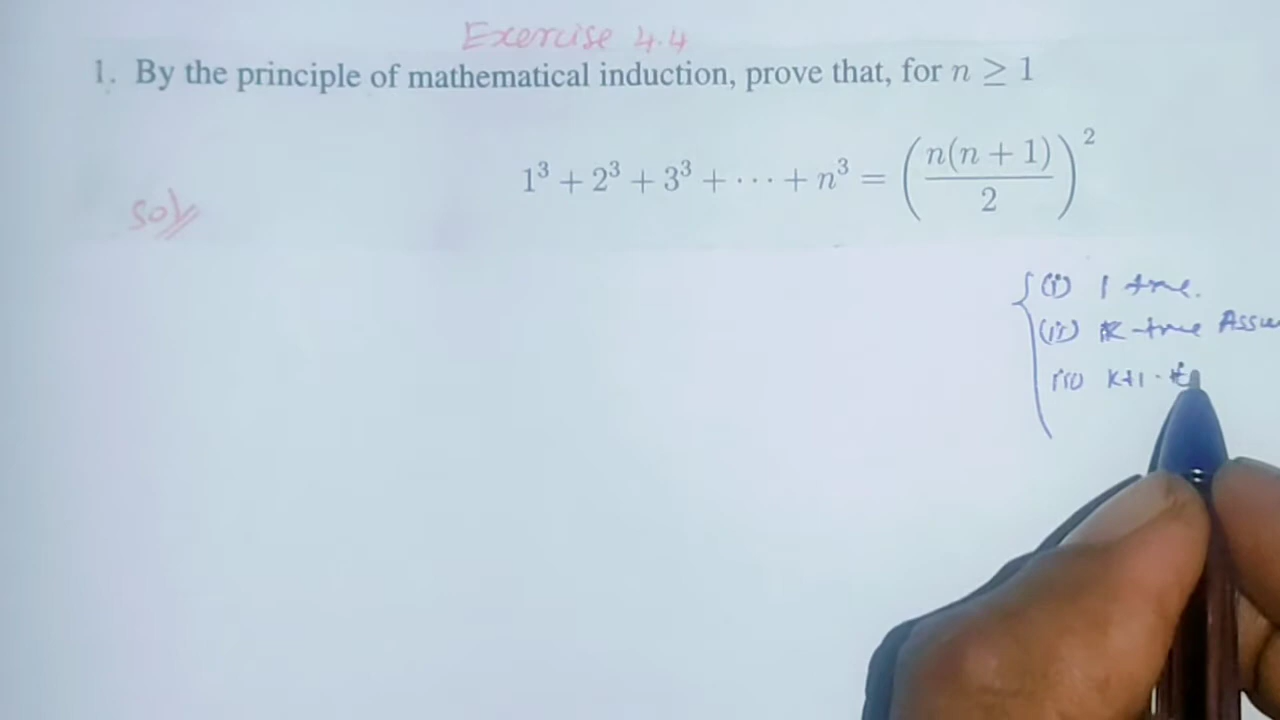 Exercise 4.4
1. By the principle of mathematical induction, prove that, for n ≥ 1
1³ + 2³ + 3³ + ⋯ + n³ = (n(n + 1)/2)²
Sol
(i) 1 true.
(ii) K-true Assu
K+1 - t